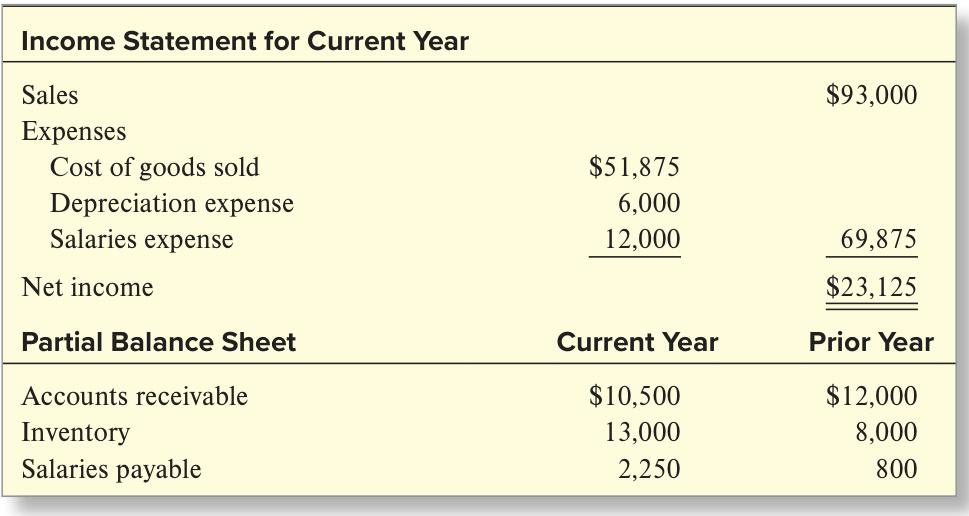 Income Statement for Current Year
Sales $93,000
Expenses
Cost of goods sold $51,875
Depreciation expense 6,000
Salaries expense 12,000 69,875
Net income $23,125
Partial Balance Sheet Current Year Prior Year
Accounts receivable $10,500 $12,000
Inventory 13,000 8,000
Salaries payable 2,250 800